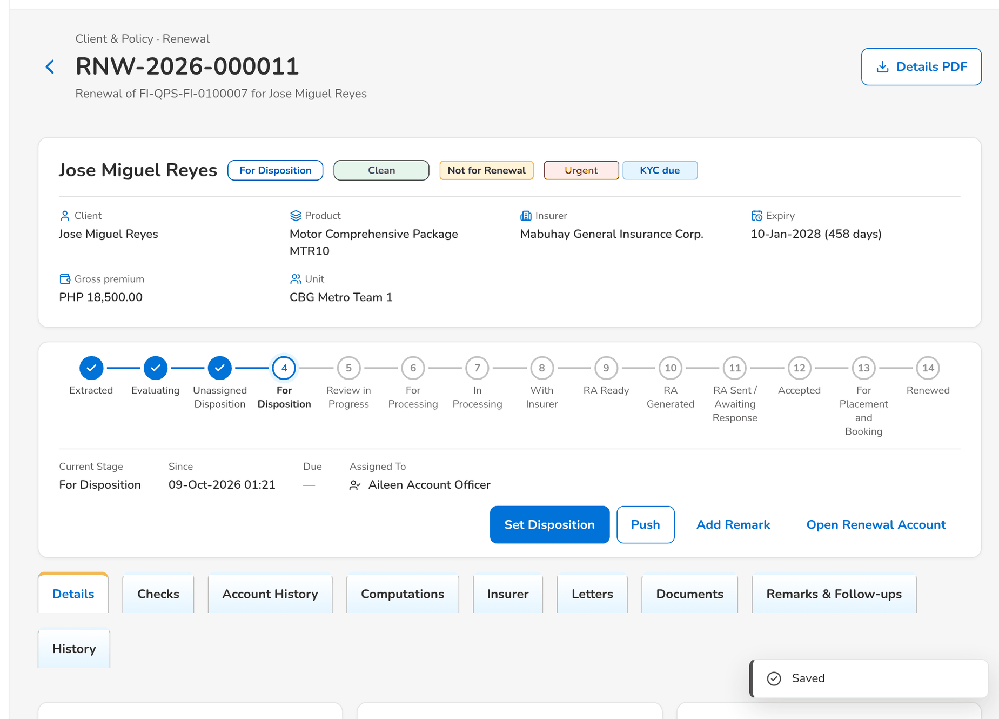 Client & Policy · Renewal
RNW-2026-000011
Renewal of FI-QPS-FI-0100007 for Jose Miguel Reyes
Details PDF
Jose Miguel Reyes
For Disposition
Clean
Not for Renewal
Urgent
KYC due
Client
Jose Miguel Reyes
Product
Motor Comprehensive Package
MTR10
Insurer
Mabuhay General Insurance Corp.
Expiry
10-Jan-2028 (458 days)
Gross premium
PHP 18,500.00
Unit
CBG Metro Team 1
Extracted
Evaluating
Unassigned
Disposition
4
For
Disposition
5
Review in
Progress
6
For
Processing
7
In
Processing
8
With
Insurer
9
RA Ready
10
RA
Generated
11
RA Sent /
Awaiting
Response
12
Accepted
13
For
Placement
and
Booking
14
Renewed
Current Stage
For Disposition
Since
09-Oct-2026 01:21
Due
—
Assigned To
Aileen Account Officer
Set Disposition
Push
Add Remark
Open Renewal Account
Details
Checks
Account History
Computations
Insurer
Letters
Documents
Remarks & Follow-ups
History
Saved